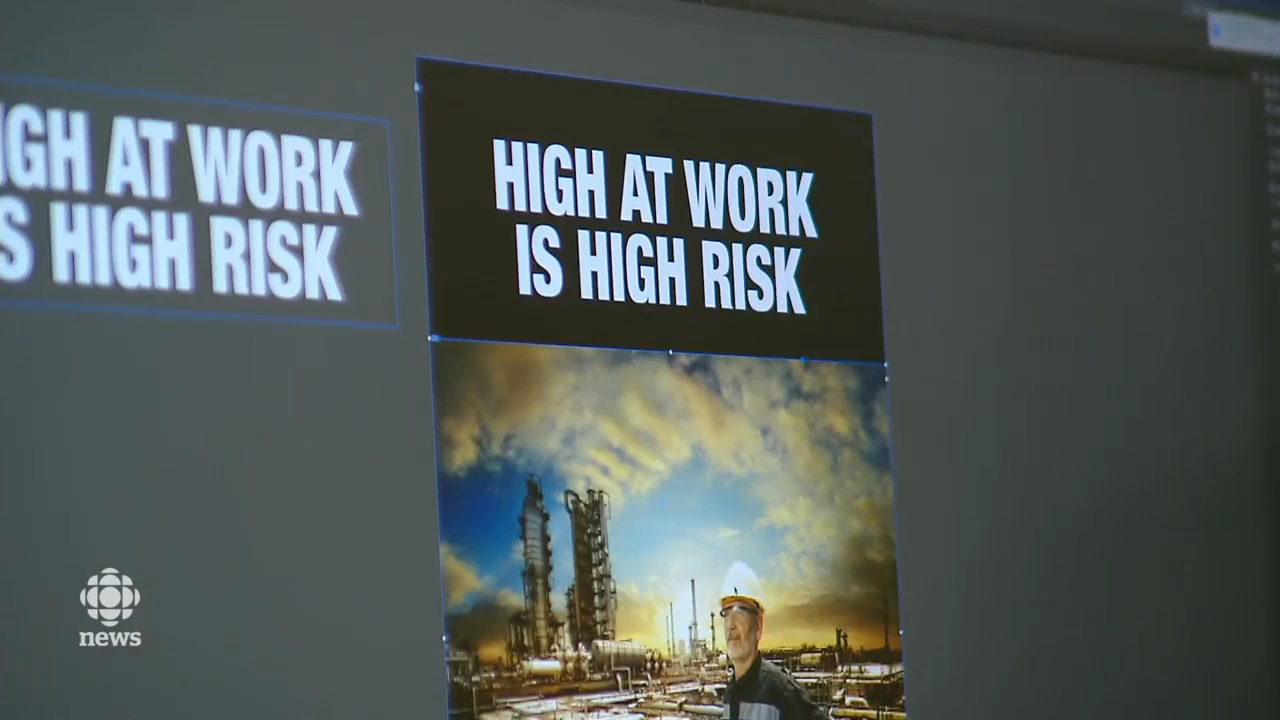 IGH AT WORK
S HIGH RISK
HIGH AT WORK
IS HIGH RISK
news